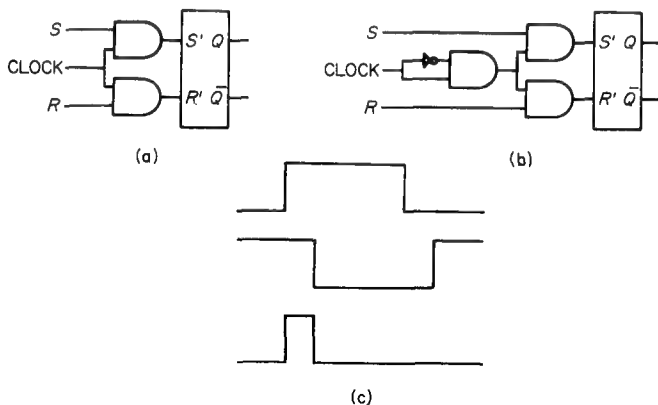 S
S' Q
CLOCK
R' Q̅
R
(a)
S
S' Q
CLOCK
R' Q̅
R
(b)
(c)